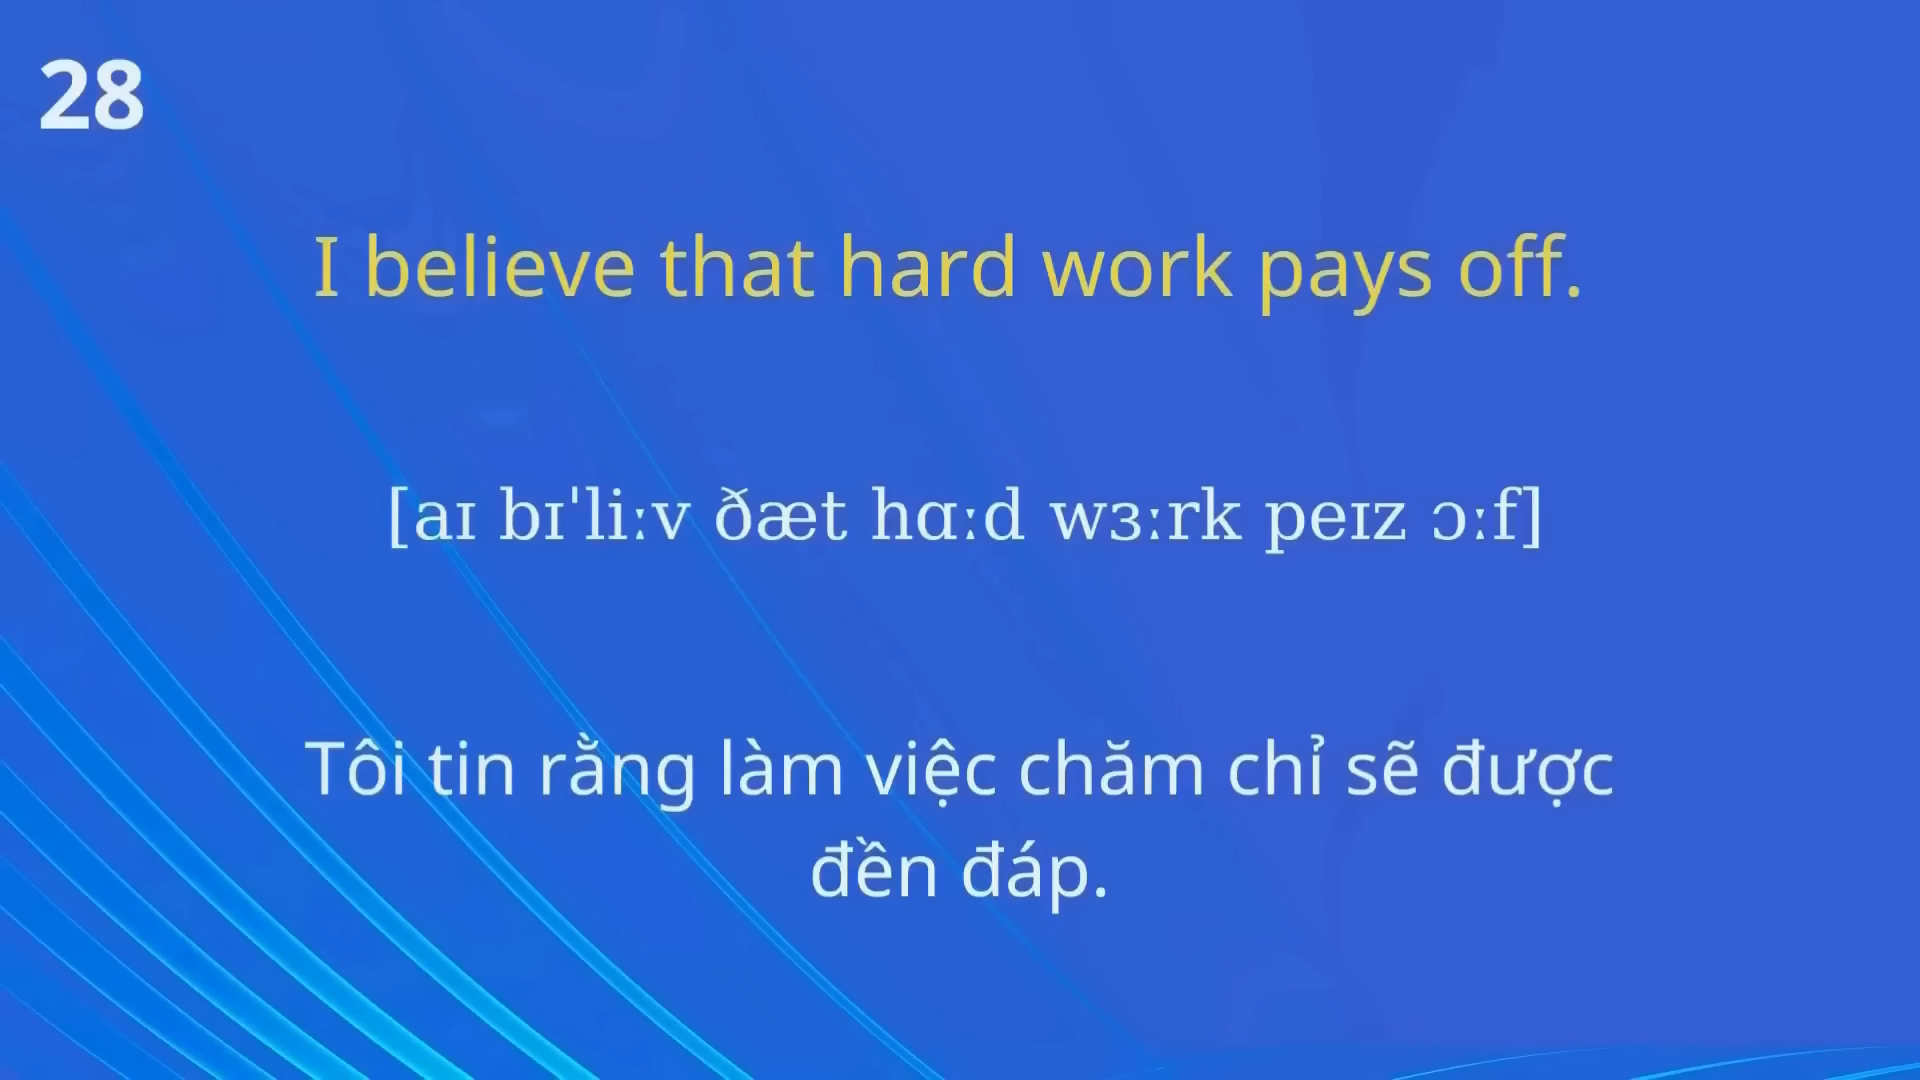 28
I believe that hard work pays off.
[aɪ bɪˈliːv ðæt hɑːd wɜːrk peɪz ɔːf]
Tôi tin rằng làm việc chăm chỉ sẽ được
đền đáp.